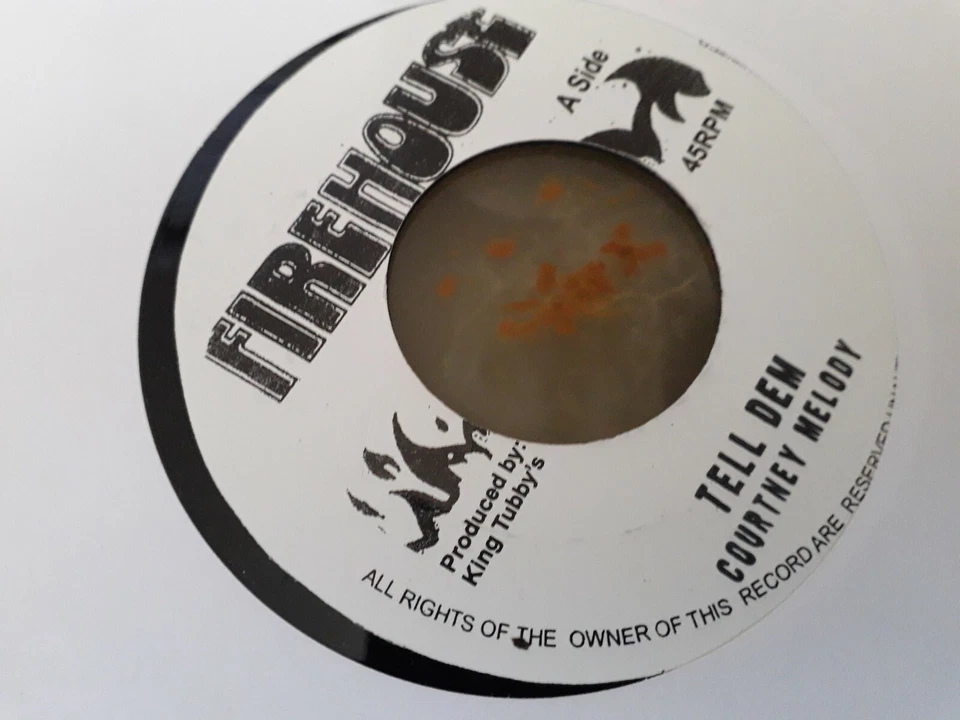 FIREHOUSE
A Side
45RPM
Produced by:
King Tubby's
TELL DEM
COURTNEY MELODY
ALL RIGHTS OF THE OWNER OF THIS RECORD ARE RESERVED